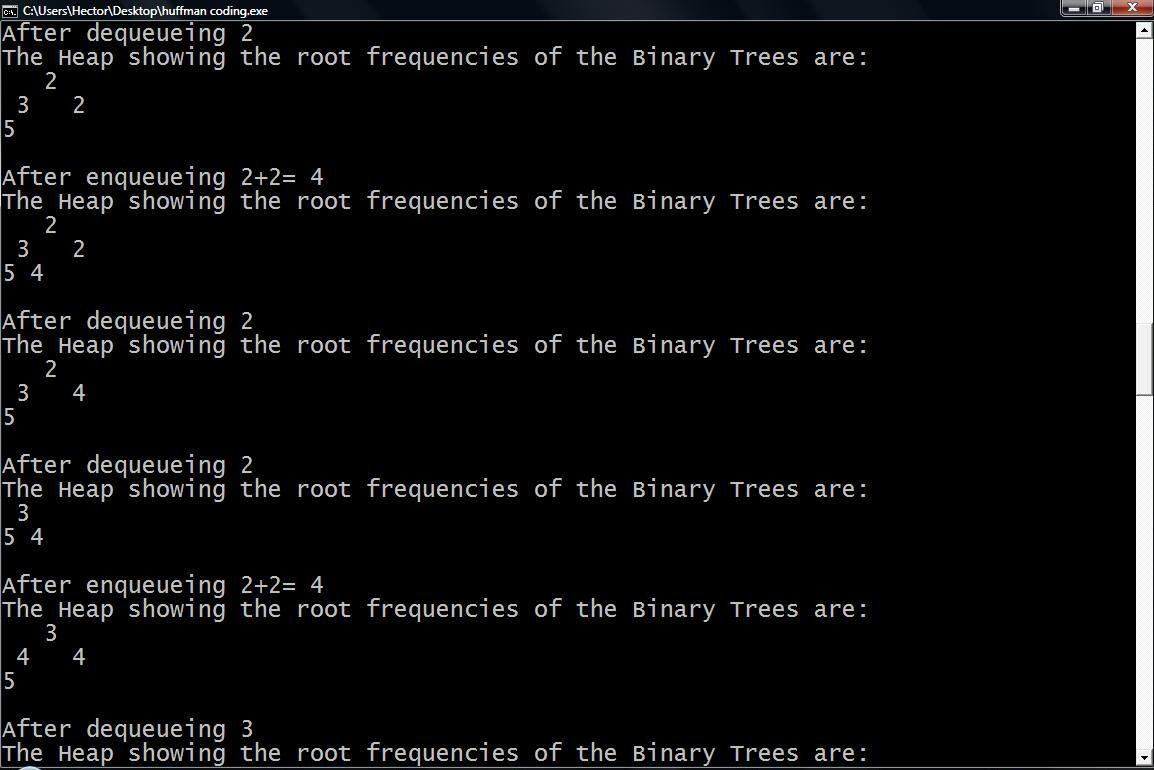 C:\Users\Hector\Desktop\huffman coding.exe
After dequeueing 2
The Heap showing the root frequencies of the Binary Trees are:
   2
 3   2
5

After enqueueing 2+2= 4
The Heap showing the root frequencies of the Binary Trees are:
   2
 3   2
5 4

After dequeueing 2
The Heap showing the root frequencies of the Binary Trees are:
   2
 3   4
5

After dequeueing 2
The Heap showing the root frequencies of the Binary Trees are:
 3
5 4

After enqueueing 2+2= 4
The Heap showing the root frequencies of the Binary Trees are:
   3
 4   4
5

After dequeueing 3
The Heap showing the root frequencies of the Binary Trees are: